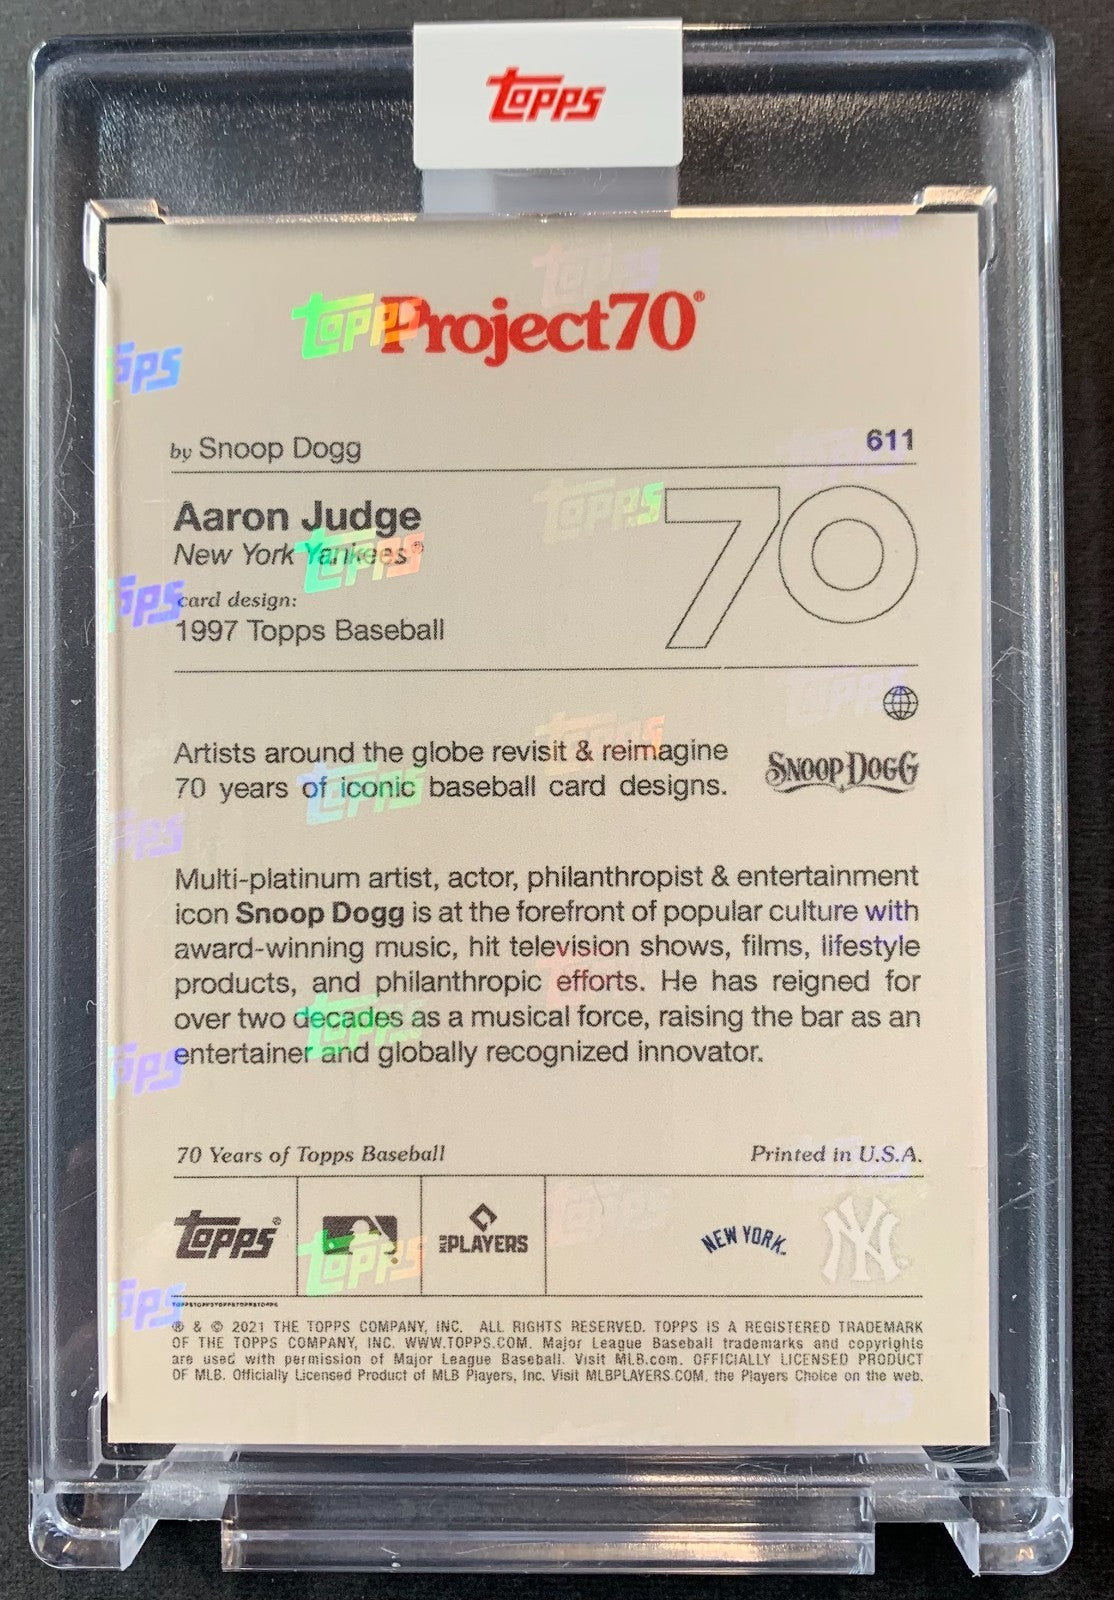 Topps
Project70®
by Snoop Dogg 611
Aaron Judge
New York Yankees®
card design:
1997 Topps Baseball
70
Artists around the globe revisit & reimagine
70 years of iconic baseball card designs.
SNOOP DOGG
Multi-platinum artist, actor, philanthropist & entertainment
icon Snoop Dogg is at the forefront of popular culture with
award-winning music, hit television shows, films, lifestyle
products, and philanthropic efforts. He has reigned for
over two decades as a musical force, raising the bar as an
entertainer and globally recognized innovator.
70 Years of Topps Baseball Printed in U.S.A.
Topps® MLB PLAYERS NEW YORK NY
TOPPSTOPPSTOPPSTOPPSTOPPS
® & © 2021 THE TOPPS COMPANY, INC. ALL RIGHTS RESERVED. TOPPS IS A REGISTERED TRADEMARK
OF THE TOPPS COMPANY, INC. WWW.TOPPS.COM. Major League Baseball trademarks and copyrights
are used with permission of Major League Baseball. Visit MLB.com. OFFICIALLY LICENSED PRODUCT
OF MLB. Officially Licensed Product of MLB Players, Inc. Visit MLBPLAYERS.COM, the Players Choice on the web.